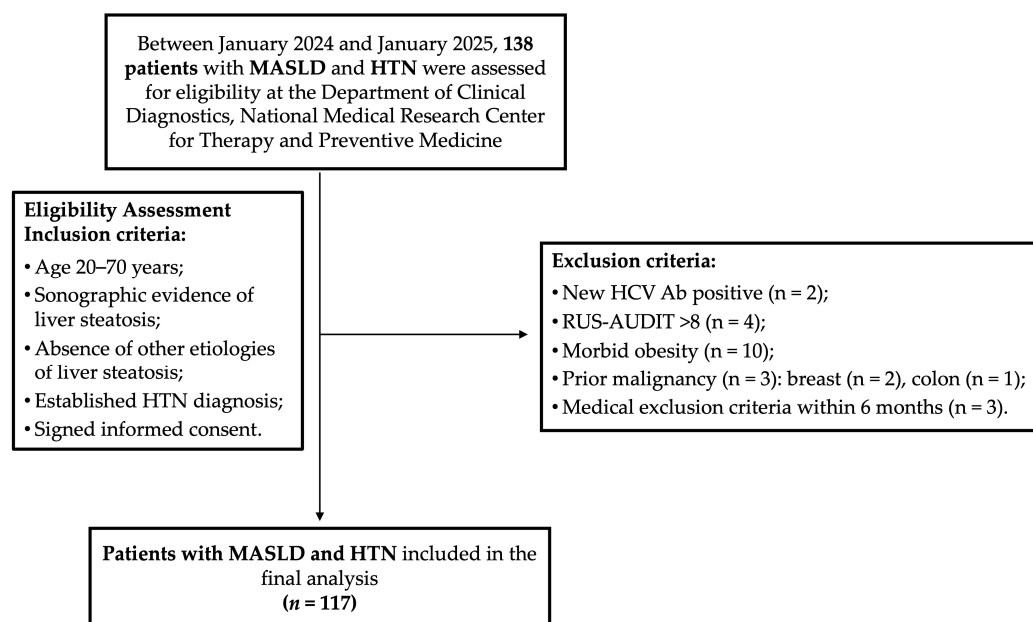 Between January 2024 and January 2025, 138
patients with MASLD and HTN were assessed
for eligibility at the Department of Clinical
Diagnostics, National Medical Research Center
for Therapy and Preventive Medicine
Eligibility Assessment
Inclusion criteria:
• Age 20–70 years;
• Sonographic evidence of
liver steatosis;
• Absence of other etiologies
of liver steatosis;
• Established HTN diagnosis;
• Signed informed consent.
Exclusion criteria:
• New HCV Ab positive (n = 2);
• RUS-AUDIT >8 (n = 4);
• Morbid obesity (n = 10);
• Prior malignancy (n = 3): breast (n = 2), colon (n = 1);
• Medical exclusion criteria within 6 months (n = 3).
Patients with MASLD and HTN included in the
final analysis
(n = 117)